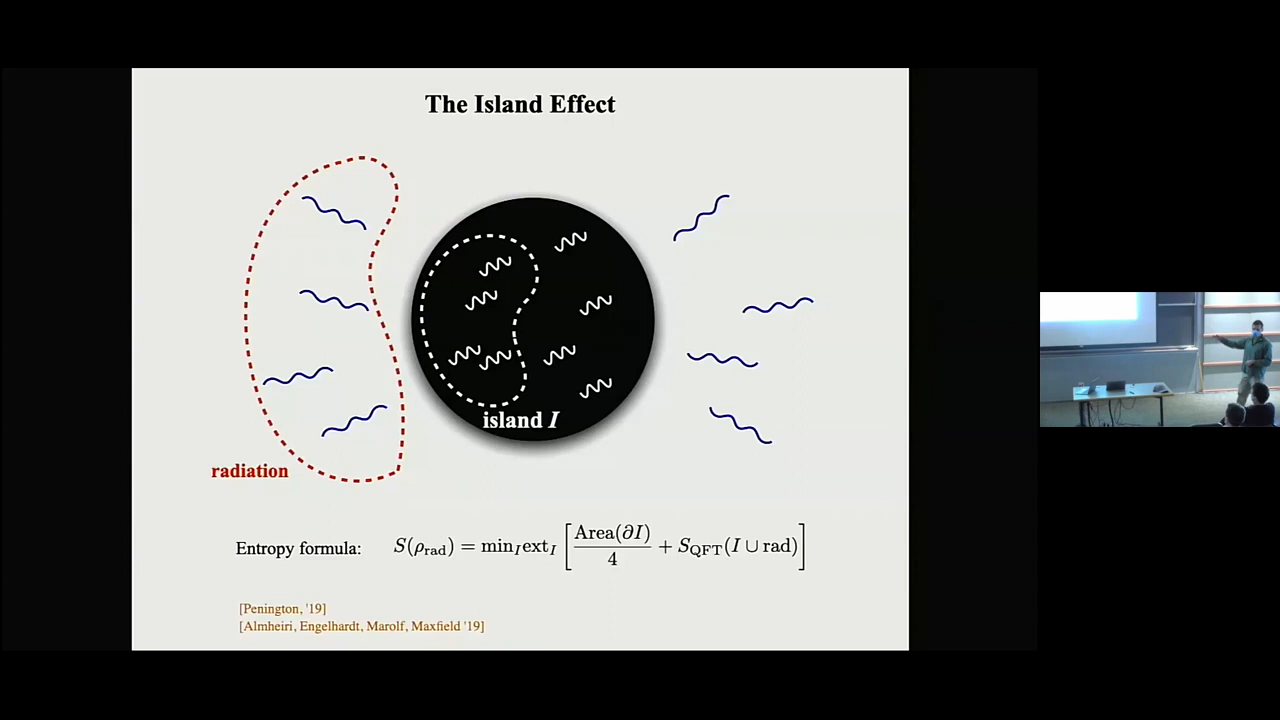 The Island Effect
island I
radiation
Entropy formula: S(ρ_rad) = min_I ext_I [ Area(∂I) / 4 + S_QFT(I ∪ rad) ]
[Penington, '19]
[Almheiri, Engelhardt, Marolf, Maxfield '19]